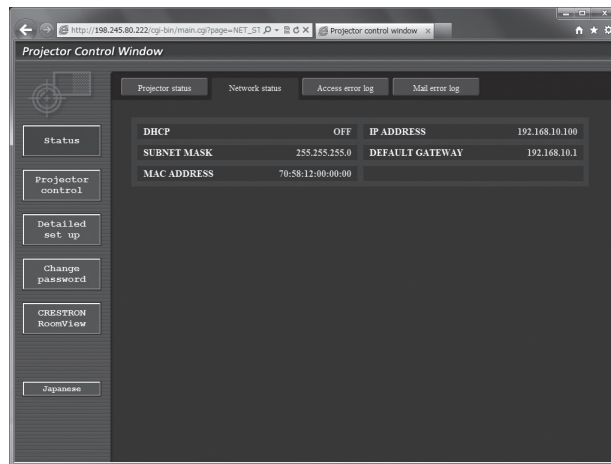 http://198.245.80.222/cgi-bin/main.cgi?page=NET_ST
Projector control window
Projector Control Window
Projector status
Network status
Access error log
Mail error log
Status
Projector control
Detailed set up
Change password
CRESTRON RoomView
Japanese
DHCP OFF IP ADDRESS 192.168.10.100
SUBNET MASK 255.255.255.0 DEFAULT GATEWAY 192.168.10.1
MAC ADDRESS 70:58:12:00:00:00